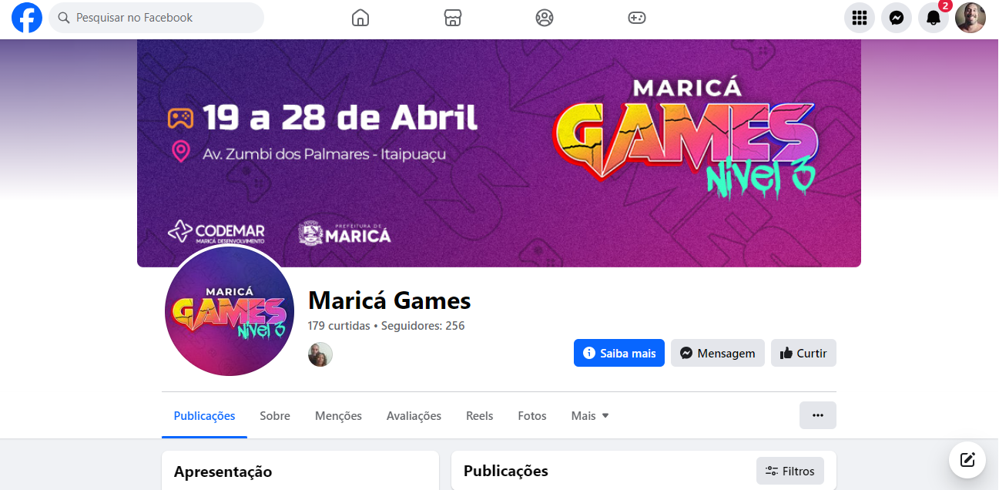 Pesquisar no Facebook
2
MARICÁ
GAMES
Nível 3
19 a 28 de Abril
Av. Zumbi dos Palmares - Itaipuaçu
CODEMAR
MARICÁ DESENVOLVIMENTO
PREFEITURA DE
MARICÁ
MARICÁ
GAMES
Nível 3
Maricá Games
179 curtidas • Seguidores: 256
Saiba mais
Mensagem
Curtir
Publicações
Sobre
Menções
Avaliações
Reels
Fotos
Mais
Apresentação
Publicações
Filtros